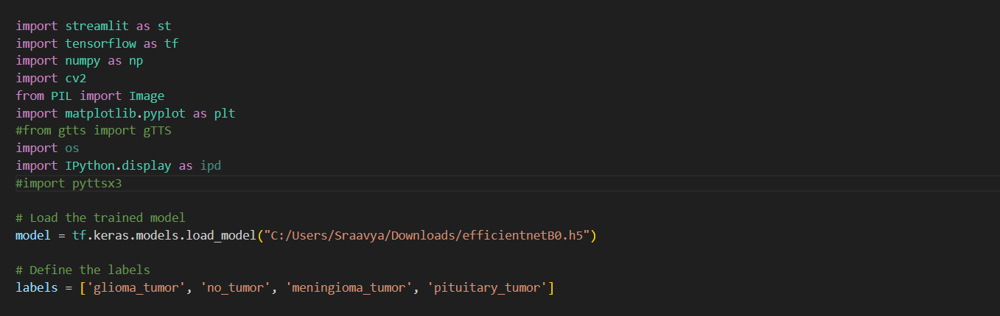 import streamlit as st
import tensorflow as tf
import numpy as np
import cv2
from PIL import Image
import matplotlib.pyplot as plt
#from gtts import gTTS
import os
import IPython.display as ipd
#import pyttsx3
# Load the trained model
model = tf.keras.models.load_model("C:/Users/Sraavya/Downloads/efficientnetB0.h5")
# Define the labels
labels = ['glioma_tumor', 'no_tumor', 'meningioma_tumor', 'pituitary_tumor']